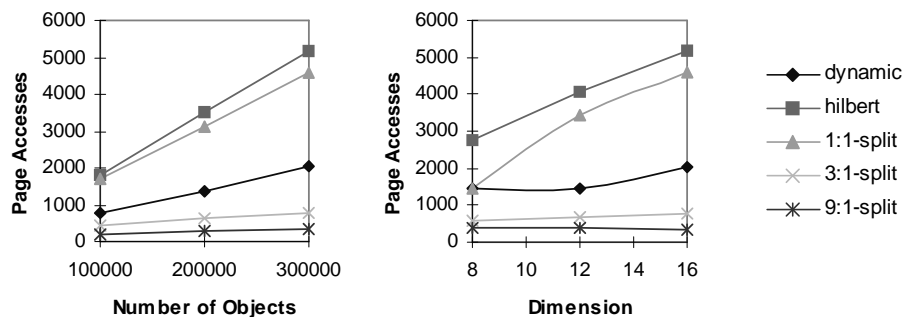 6000
5000
4000
3000
2000
1000
0
Page Accesses
100000 200000 300000
Number of Objects
6000
5000
4000
3000
2000
1000
0
Page Accesses
8 10 12 14 16
Dimension
dynamic
hilbert
1:1-split
3:1-split
9:1-split